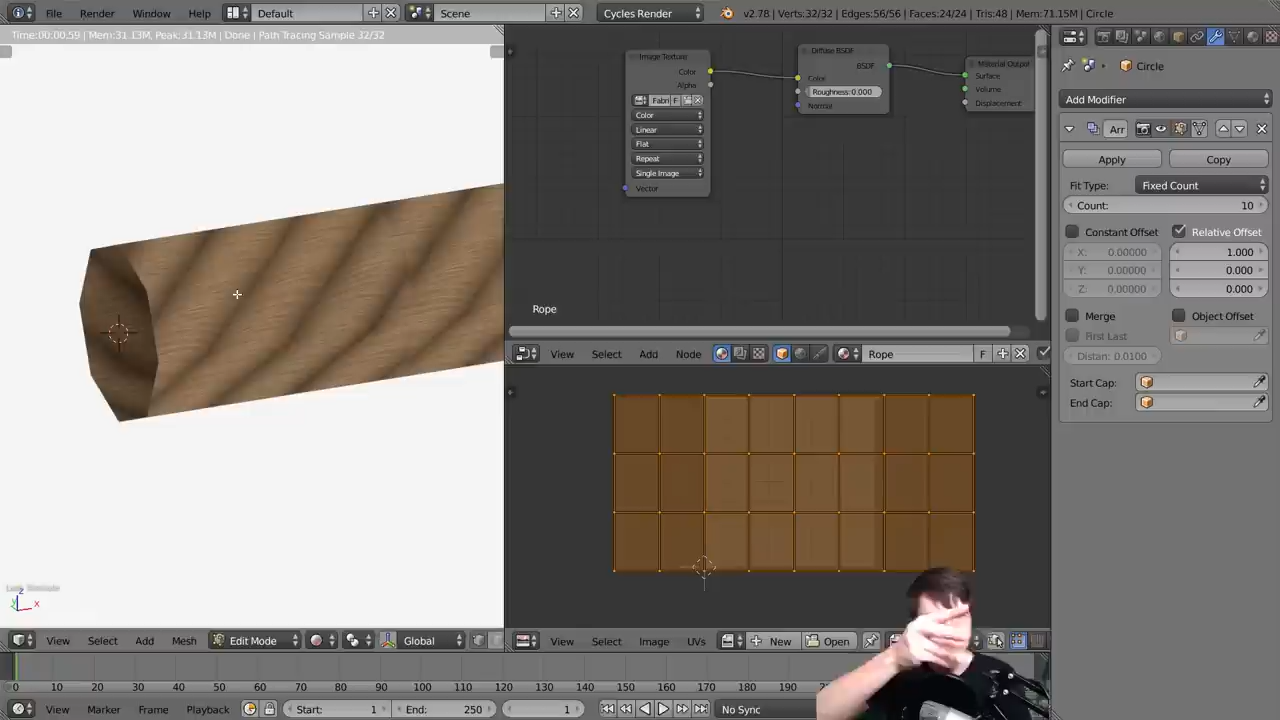 File Render Window Help Default Scene Cycles Render v2.78 | Verts:32/32 | Edges:56/56 | Faces:24/24 | Tris:48 | Mem:71.15M | Circle
Time:00:00.59 | Mem:31.13M, Peak:31.13M | Done | Path Tracing Sample 32/32
Image Texture
Color
Alpha
Fabri F
Color
Linear
Flat
Repeat
Single Image
Vector
Diffuse BSDF
BSDF
Color
Roughness:0.000
Normal
Material Output
Surface
Volume
Displacement
Rope
View Select Add Node Rope F
Circle
Add Modifier
Arr
Apply Copy
Fit Type: Fixed Count
Count: 10
Constant Offset Relative Offset
X: 0.00000 1.000
Y: 0.00000 0.000
Z: 0.00000 0.000
Merge Object Offset
First Last
Distan: 0.0100
Start Cap:
End Cap:
z
x
View Select Add Mesh Edit Mode Global
View Select Image UVs New Open
0 10 20 30 40 50 60 70 80 90 100 110 120 130 140 150 160 170 180 190
View Marker Frame Playback Start: 1 End: 250 1 No Sync